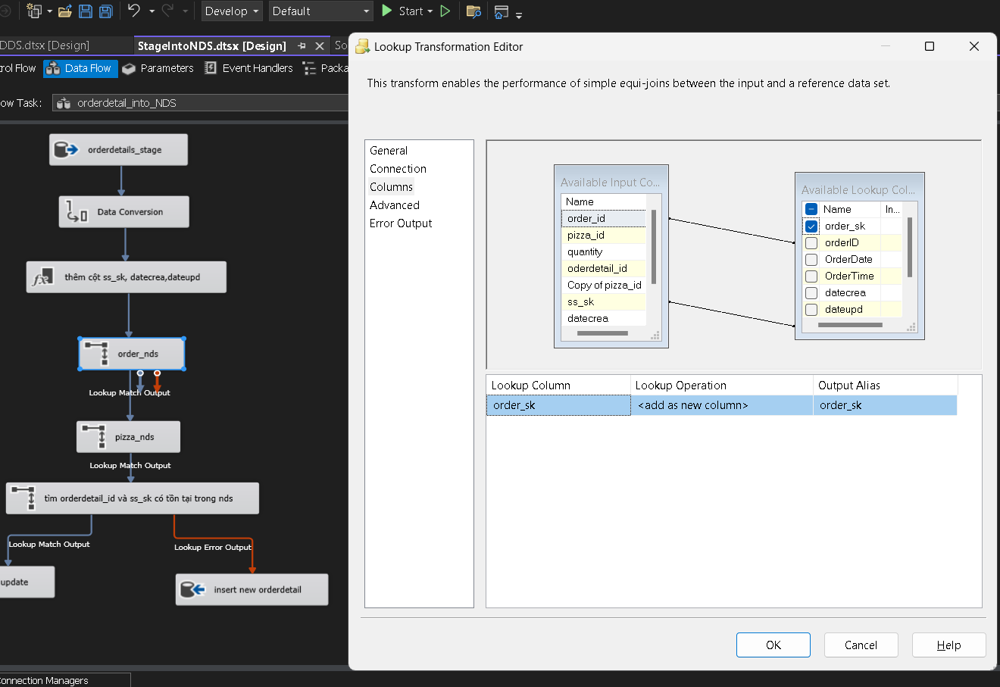 Develop
Default
Start
DDS.dtsx [Design]
StageIntoNDS.dtsx [Design]
So
rol Flow
Data Flow
Parameters
Event Handlers
Packa
ow Task:
orderdetail_into_NDS
orderdetails_stage
Data Conversion
thêm cột ss_sk, datecrea,dateupd
order_nds
Lookup Match Output
pizza_nds
Lookup Match Output
tìm orderdetail_id và ss_sk có tồn tại trong nds
Lookup Match Output
Lookup Error Output
update
insert new orderdetail
onnection Managers
Lookup Transformation Editor
This transform enables the performance of simple equi-joins between the input and a reference data set.
General
Connection
Columns
Advanced
Error Output
Available Input Co...
Name
order_id
pizza_id
quantity
oderdetail_id
Copy of pizza_id
ss_sk
datecrea
Available Lookup Col...
Name In...
order_sk
orderID
OrderDate
OrderTime
datecrea
dateupd
Lookup Column Lookup Operation Output Alias
order_sk <add as new column> order_sk
OK
Cancel
Help